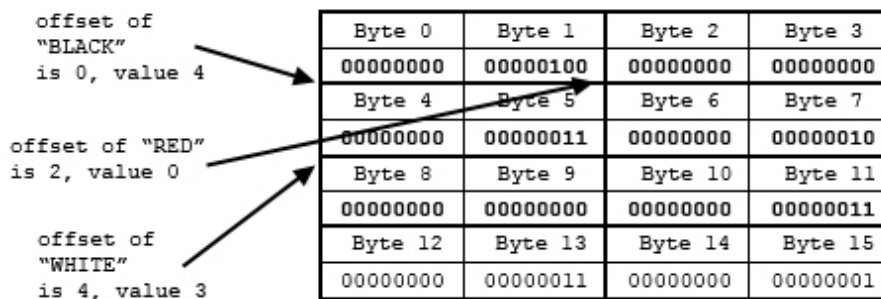 offset of
“BLACK”
is 0, value 4
offset of “RED”
is 2, value 0
offset of
“WHITE”
is 4, value 3
Byte 0 Byte 1 Byte 2 Byte 3
00000000 00000100 00000000 00000000
Byte 4 Byte 5 Byte 6 Byte 7
00000000 00000011 00000000 00000010
Byte 8 Byte 9 Byte 10 Byte 11
00000000 00000000 00000000 00000011
Byte 12 Byte 13 Byte 14 Byte 15
00000000 00000011 00000000 00000001